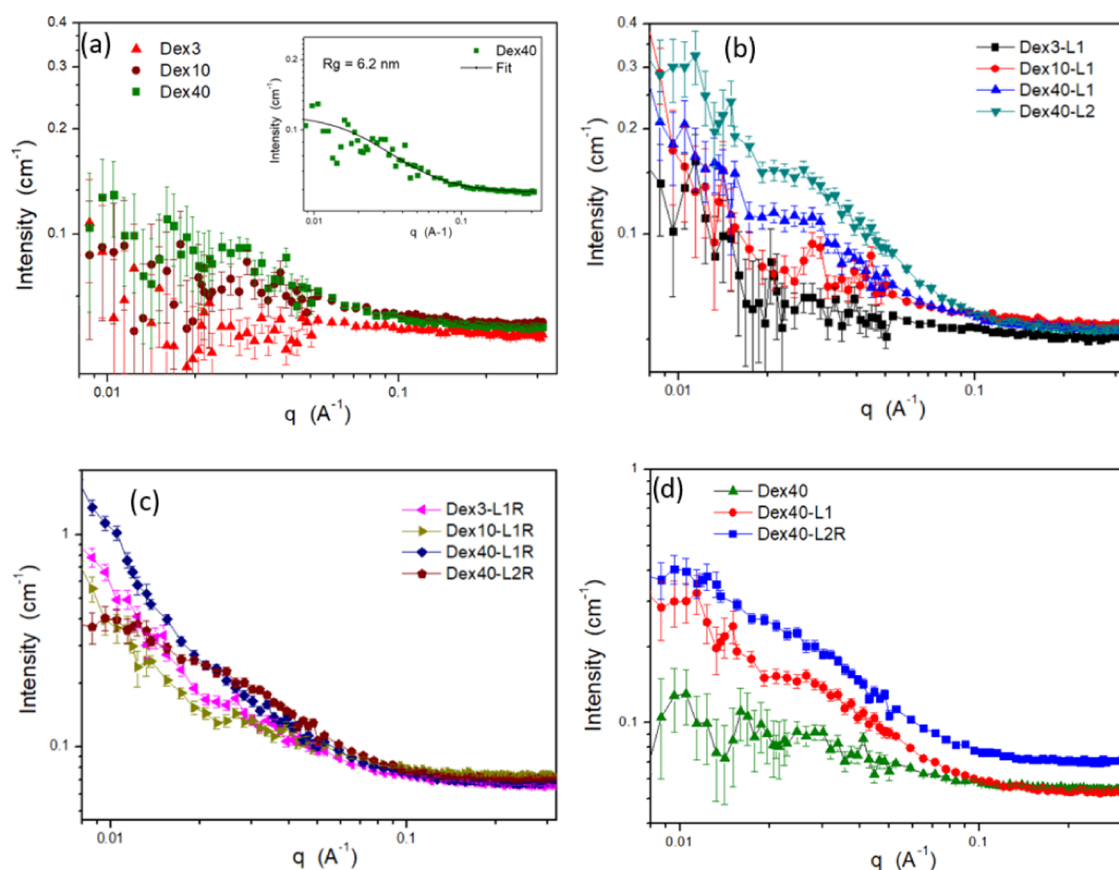 (a)
Dex3
Dex10
Dex40
Intensity (cm⁻¹)
0.4
0.3
0.2
0.1
0.01
0.1
q (A⁻¹)
Rg = 6.2 nm
Dex40
Fit
Intensity (cm⁻¹)
0.2
0.1
0.01
0.1
q (A-1)
(b)
Dex3-L1
Dex10-L1
Dex40-L1
Dex40-L2
Intensity (cm⁻¹)
0.4
0.3
0.2
0.1
0.01
0.1
q (A⁻¹)
(c)
Dex3-L1R
Dex10-L1R
Dex40-L1R
Dex40-L2R
Intensity (cm⁻¹)
1
0.1
0.01
0.1
q (A⁻¹)
(d)
Dex40
Dex40-L1
Dex40-L2R
Intensity (cm⁻¹)
1
0.1
0.01
0.1
q (A⁻¹)